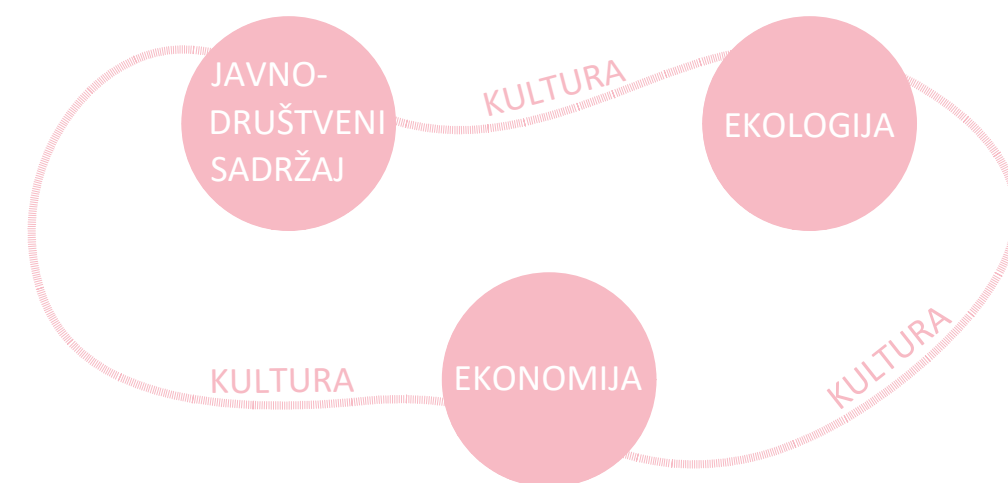 JAVNO-
DRUŠTVENI
SADRŽAJ
KULTURA
EKOLOGIJA
KULTURA
EKONOMIJA
KULTURA